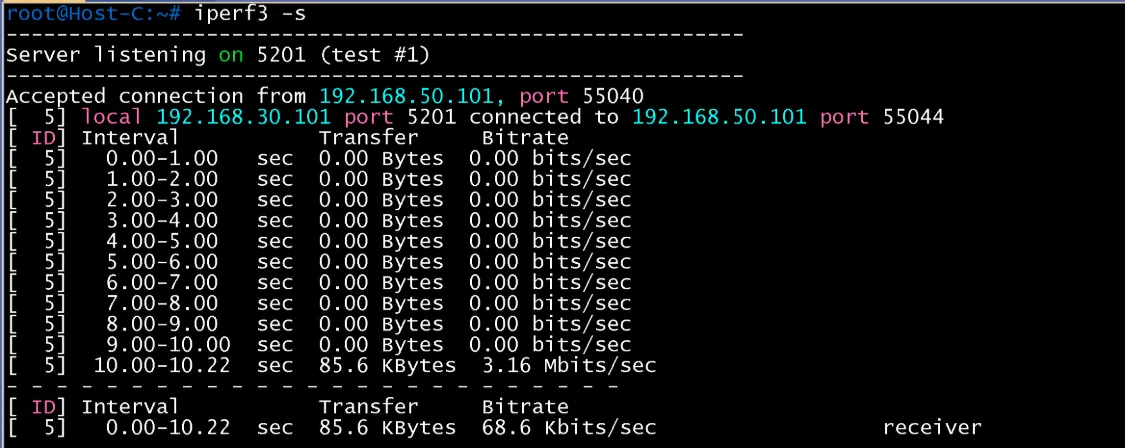 root@Host-C:~# iperf3 -s
-----------------------------------------------------------
Server listening on 5201 (test #1)
-----------------------------------------------------------
Accepted connection from 192.168.50.101, port 55040
[  5] local 192.168.30.101 port 5201 connected to 192.168.50.101 port 55044
[ ID] Interval           Transfer     Bitrate
[  5]   0.00-1.00   sec  0.00 Bytes  0.00 bits/sec
[  5]   1.00-2.00   sec  0.00 Bytes  0.00 bits/sec
[  5]   2.00-3.00   sec  0.00 Bytes  0.00 bits/sec
[  5]   3.00-4.00   sec  0.00 Bytes  0.00 bits/sec
[  5]   4.00-5.00   sec  0.00 Bytes  0.00 bits/sec
[  5]   5.00-6.00   sec  0.00 Bytes  0.00 bits/sec
[  5]   6.00-7.00   sec  0.00 Bytes  0.00 bits/sec
[  5]   7.00-8.00   sec  0.00 Bytes  0.00 bits/sec
[  5]   8.00-9.00   sec  0.00 Bytes  0.00 bits/sec
[  5]   9.00-10.00  sec  0.00 Bytes  0.00 bits/sec
[  5]  10.00-10.22  sec  85.6 KBytes  3.16 Mbits/sec
- - - - - - - - - - - - - - - - - - - - - - - - -
[ ID] Interval           Transfer     Bitrate
[  5]   0.00-10.22  sec  85.6 KBytes  68.6 Kbits/sec                  receiver